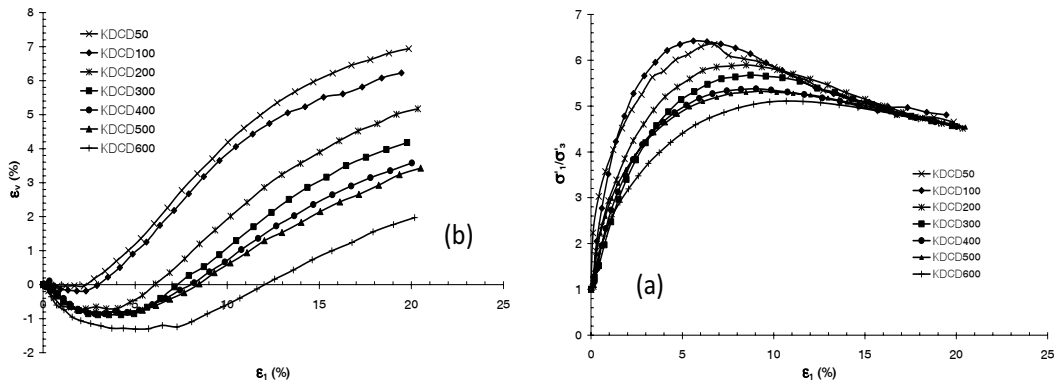 8
7
6
5
4
3
2
1
0
-1
-2
0
5
10
15
20
25
εv (%)
ε1 (%)
KDCD50
KDCD100
KDCD200
KDCD300
KDCD400
KDCD500
KDCD600
(b)
7
6
5
4
3
2
1
0
0
5
10
15
20
25
σ'1/σ'3
ε1 (%)
KDCD50
KDCD100
KDCD200
KDCD300
KDCD400
KDCD500
KDCD600
(a)